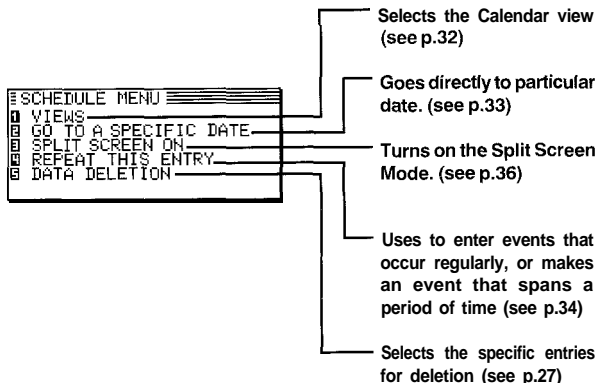 Selects the Calendar view
(see p.32)
Goes directly to particular
date. (see p.33)
SCHEDULE MENU
1 VIEWS
2 GO TO A SPECIFIC DATE
3 SPLIT SCREEN ON
4 REPEAT THIS ENTRY
5 DATA DELETION
Turns on the Split Screen
Mode. (see p.36)
Uses to enter events that
occur regularly, or makes
an event that spans a
period of time (see p.34)
Selects the specific entries
for deletion (see p.27)